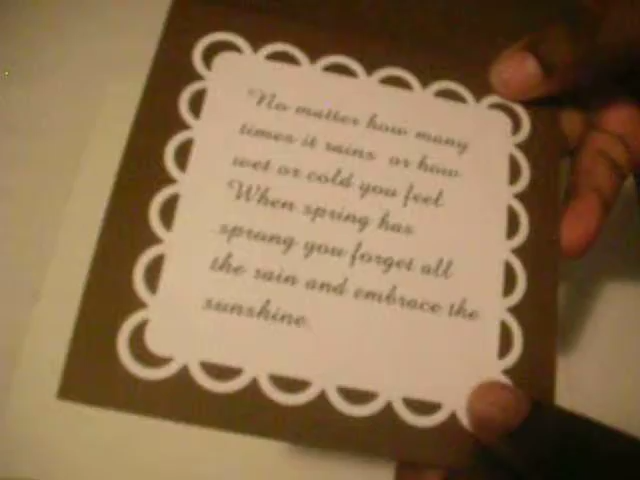 "No matter how many
times it rains or how
wet or cold you feel
When spring has
sprung you forget all
the rain and embrace the
sunshine.